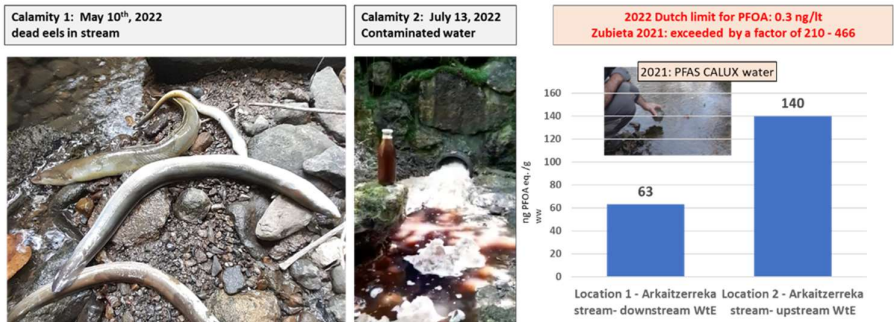 Calamity 1: May 10th, 2022
dead eels in stream
Calamity 2: July 13, 2022
Contaminated water
2022 Dutch limit for PFOA: 0.3 ng/lt
Zubieta 2021: exceeded by a factor of 210 - 466
2021: PFAS CALUX water
ng PFOA eq. /g
ww
160
140
120
100
80
60
40
20
0
63
140
Location 1 - Arkaitzerreka
stream- downstream WtE
Location 2 - Arkaitzerreka
stream- upstream WtE